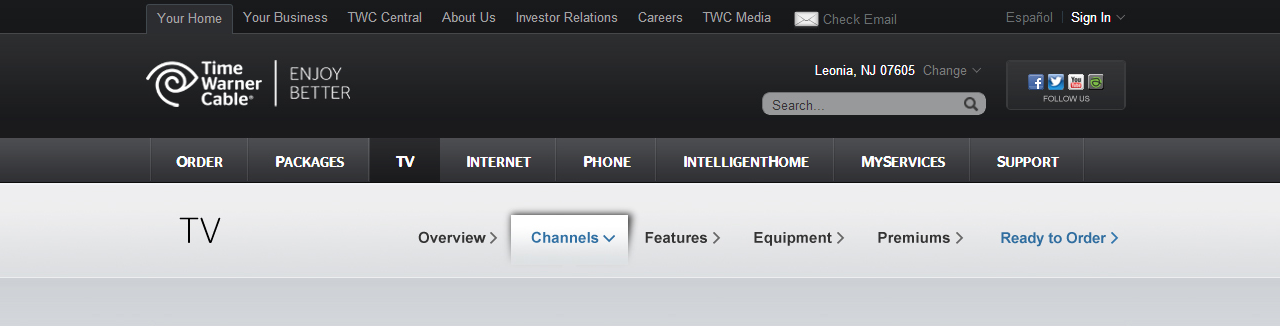 Your Home Your Business TWC Central About Us Investor Relations Careers TWC Media Check Email Español Sign In
Time Warner Cable® ENJOY BETTER
Leonia, NJ 07605 Change
Search...
FOLLOW US
ORDER PACKAGES TV INTERNET PHONE INTELLIGENTHOME MYSERVICES SUPPORT
TV
Overview Channels Features Equipment Premiums Ready to Order